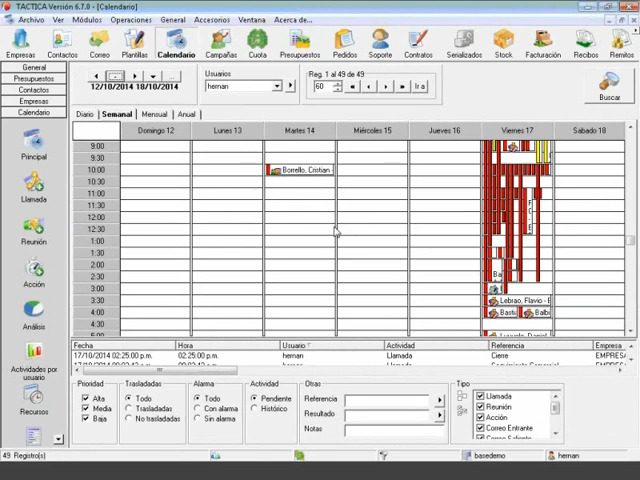 TACTICA Versión 6.7.0 - [Calendario]
Archivo Ver Módulos Operaciones General Accesorios Ventana Acerca de...
Empresas Contactos Correo Plantillas Calendario Campañas Cuota Presupuestos Pedidos Soporte Contratos Serializados Stock Facturación Recibos Remitos
General
Presupuestos
Contactos
Empresas
Calendario
Principal
Llamada
Reunión
Acción
Análisis
Actividades por usuario
Recursos
12/10/2014 18/10/2014
Usuarios
hernan
Reg. 1 al 49 de 49
60
Ir a
Buscar
Diario Semanal Mensual Anual
Domingo 12 Lunes 13 Martes 14 Miércoles 15 Jueves 16 Viernes 17 Sábado 18
9:00
9:30
10:00 Borrello, Cristian
10:30
11:00
11:30
12:00
12:30
1:00
1:30
2:00
2:30 Ba
3:00
3:30 Lebrao, Flavio - E
4:00 Basti Balbi
4:30
Fecha Hora Usuario Actividad Referencia Empresa
17/10/2014 02:25:00 p.m. 02:25:00 p.m. hernan Llamada Cierre EMPRESA
Prioridad
Alta
Media
Baja
Trasladadas
Todo
Trasladadas
No trasladadas
Alarma
Todo
Con alarma
Sin alarma
Actividad
Pendiente
Histórico
Otras
Referencia
Resultado
Notas
Tipo
Llamada
Reunión
Acción
Correo Entrante
Correo Saliente
49 Registro(s) basedemo hernan